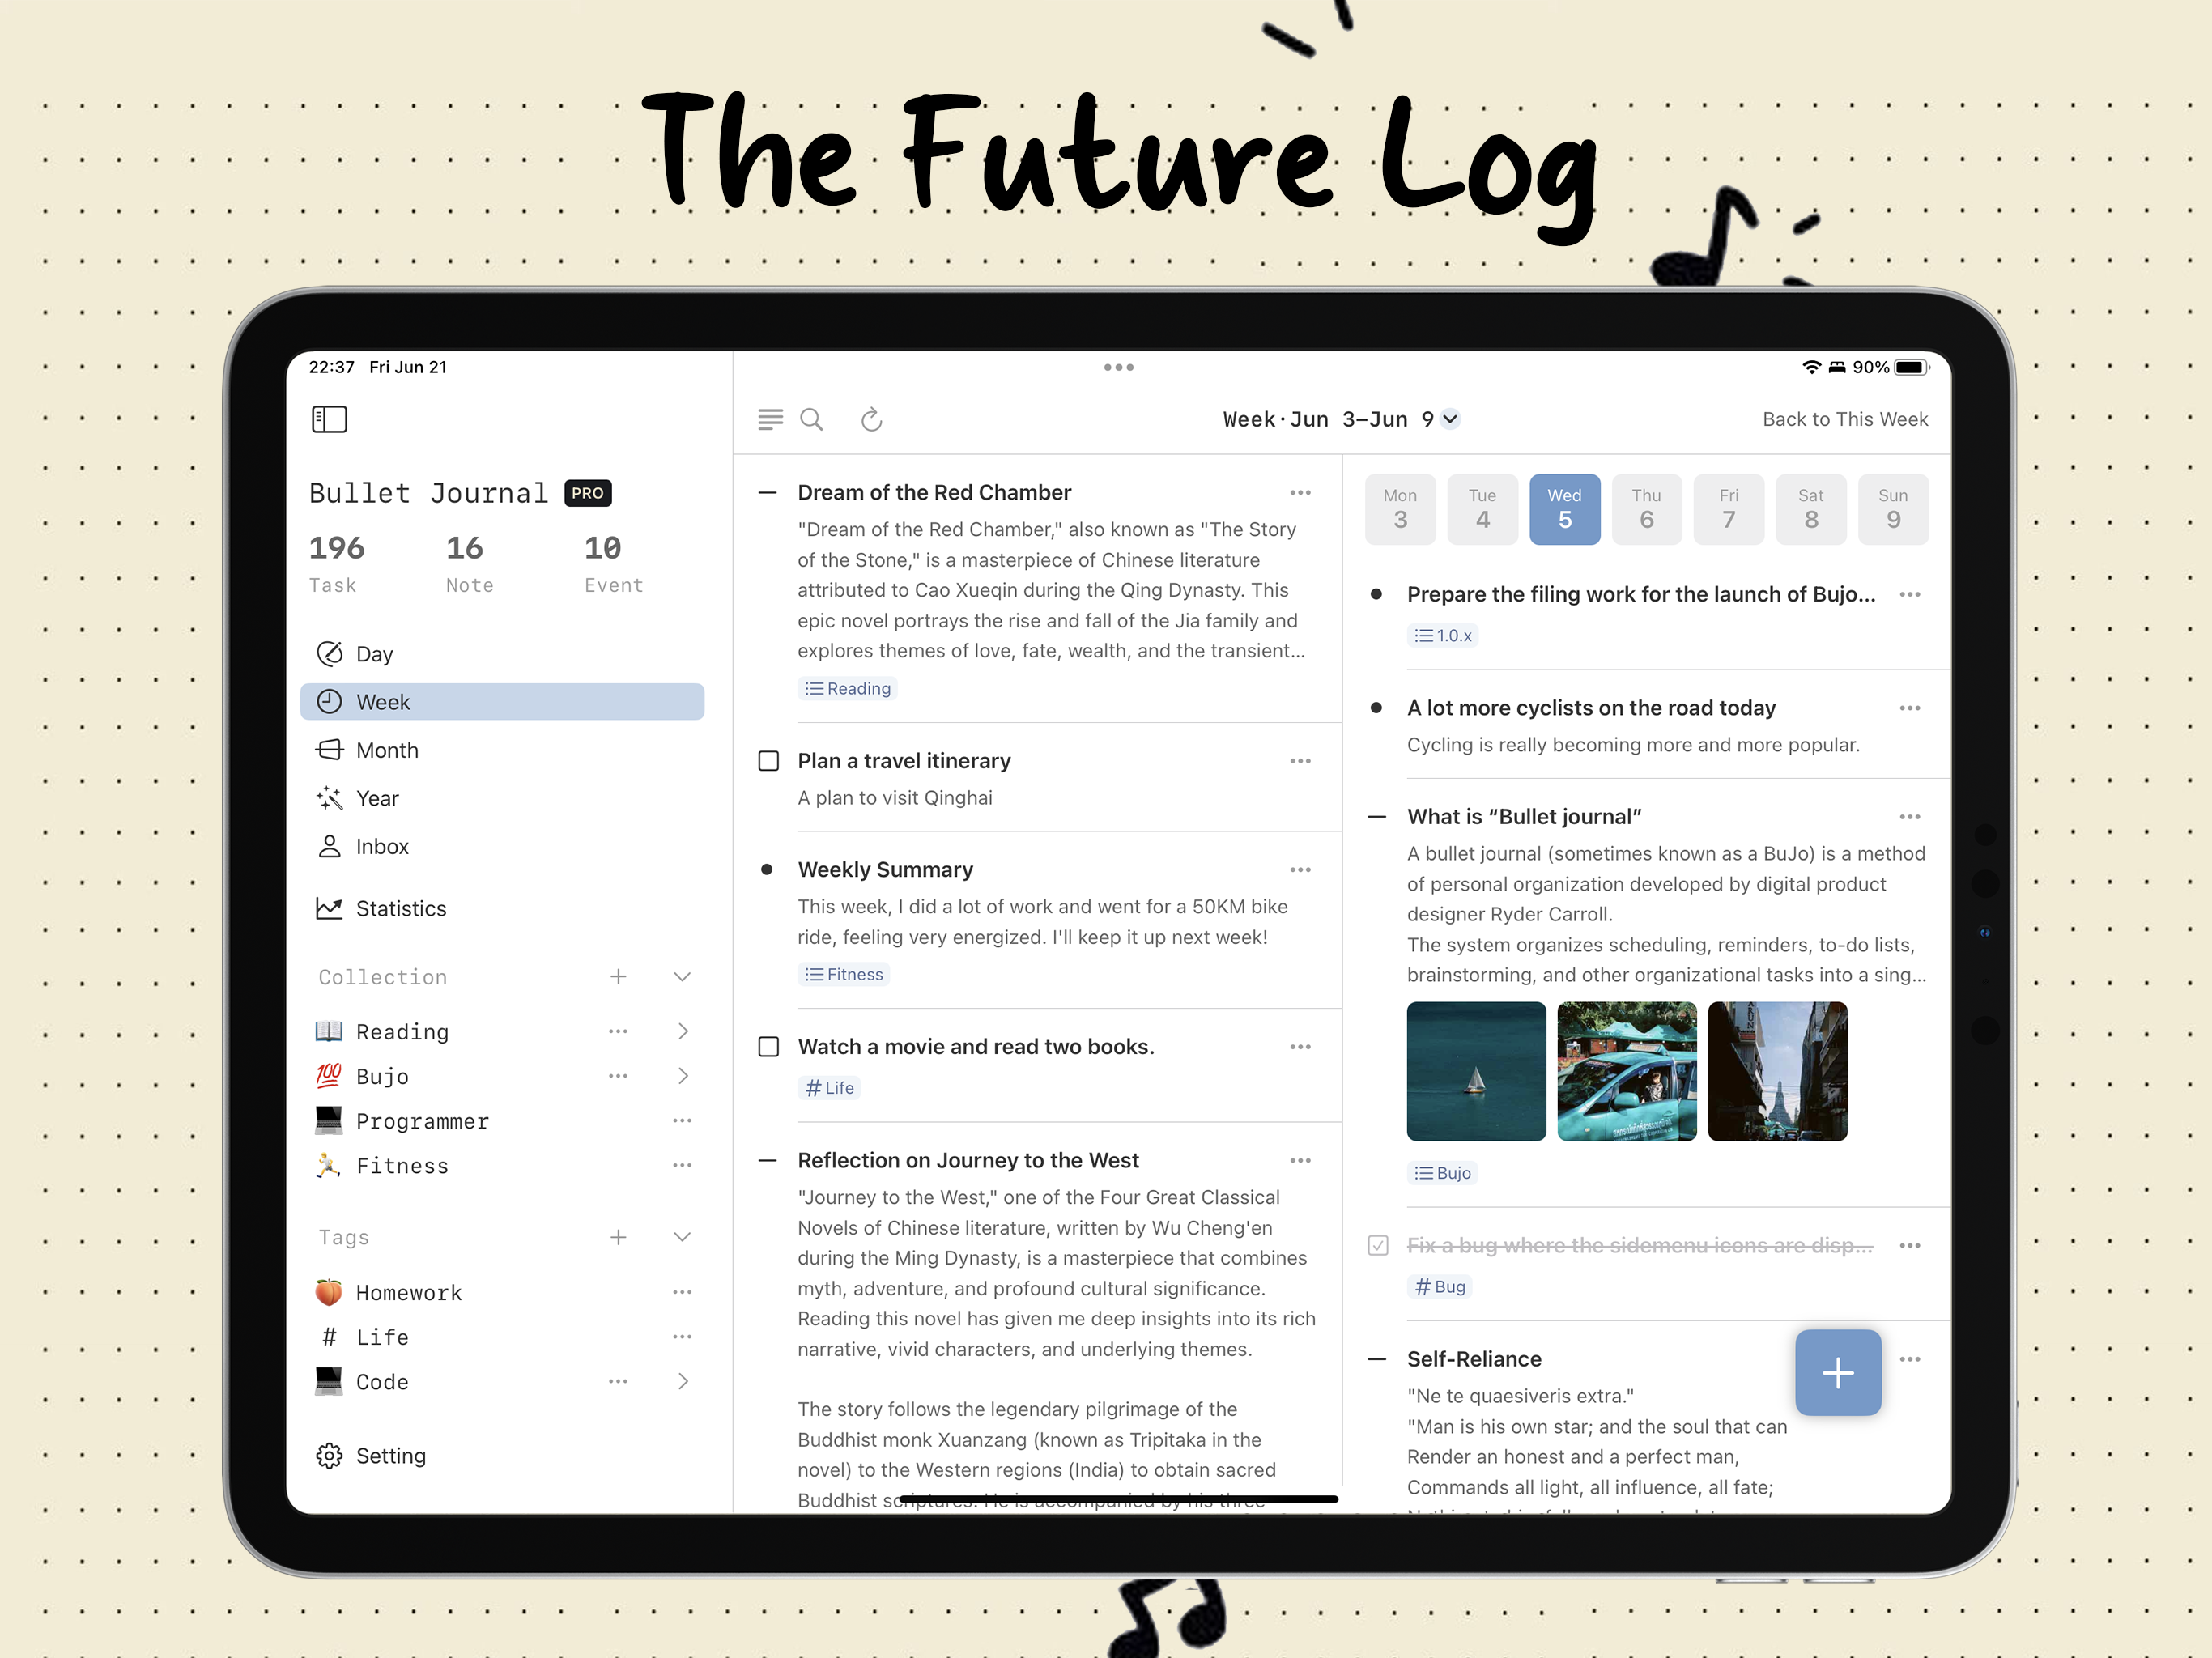 The Future Log
22:37 Fri Jun 21
90%
Bullet Journal PRO
196 16 10
Task Note Event
Day
Week
Month
Year
Inbox
Statistics
Collection
Reading
Bujo
Programmer
Fitness
Tags
Homework
# Life
Code
Setting
Week·Jun 3–Jun 9
Back to This Week
Dream of the Red Chamber
"Dream of the Red Chamber," also known as "The Story
of the Stone," is a masterpiece of Chinese literature
attributed to Cao Xueqin during the Qing Dynasty. This
epic novel portrays the rise and fall of the Jia family and
explores themes of love, fate, wealth, and the transient...
Reading
Plan a travel itinerary
A plan to visit Qinghai
Weekly Summary
This week, I did a lot of work and went for a 50KM bike
ride, feeling very energized. I'll keep it up next week!
Fitness
Watch a movie and read two books.
# Life
Reflection on Journey to the West
"Journey to the West," one of the Four Great Classical
Novels of Chinese literature, written by Wu Cheng'en
during the Ming Dynasty, is a masterpiece that combines
myth, adventure, and profound cultural significance.
Reading this novel has given me deep insights into its rich
narrative, vivid characters, and underlying themes.
The story follows the legendary pilgrimage of the
Buddhist monk Xuanzang (known as Tripitaka in the
novel) to the Western regions (India) to obtain sacred
Buddhist scriptures. He is accompanied by his three
Mon Tue Wed Thu Fri Sat Sun
3 4 5 6 7 8 9
Prepare the filing work for the launch of Bujo...
1.0.x
A lot more cyclists on the road today
Cycling is really becoming more and more popular.
What is “Bullet journal”
A bullet journal (sometimes known as a BuJo) is a method
of personal organization developed by digital product
designer Ryder Carroll.
The system organizes scheduling, reminders, to-do lists,
brainstorming, and other organizational tasks into a sing...
Bujo
Fix a bug where the sidemenu icons are disp...
# Bug
Self-Reliance
"Ne te quaesiveris extra."
"Man is his own star; and the soul that can
Render an honest and a perfect man,
Commands all light, all influence, all fate;